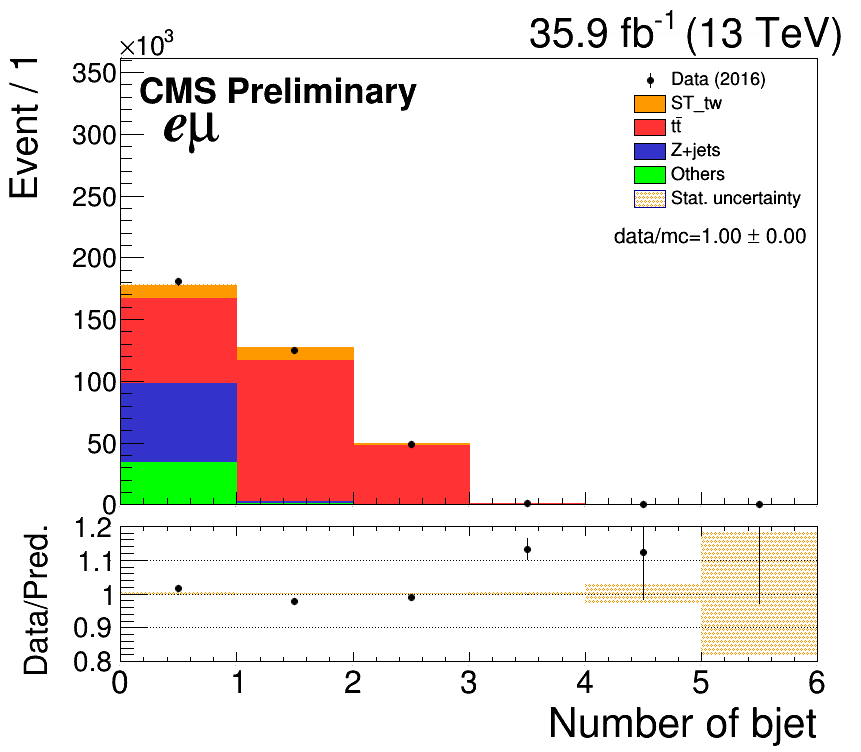 35.9 fb⁻¹ (13 TeV)
×10³
CMS Preliminary
eμ
Event / 1
350
300
250
200
150
100
50
0
Data (2016)
ST_tw
tt̄
Z+jets
Others
Stat. uncertainty
data/mc=1.00 ± 0.00
Data/Pred.
1.2
1.1
1
0.9
0.8
0 1 2 3 4 5 6
Number of bjet